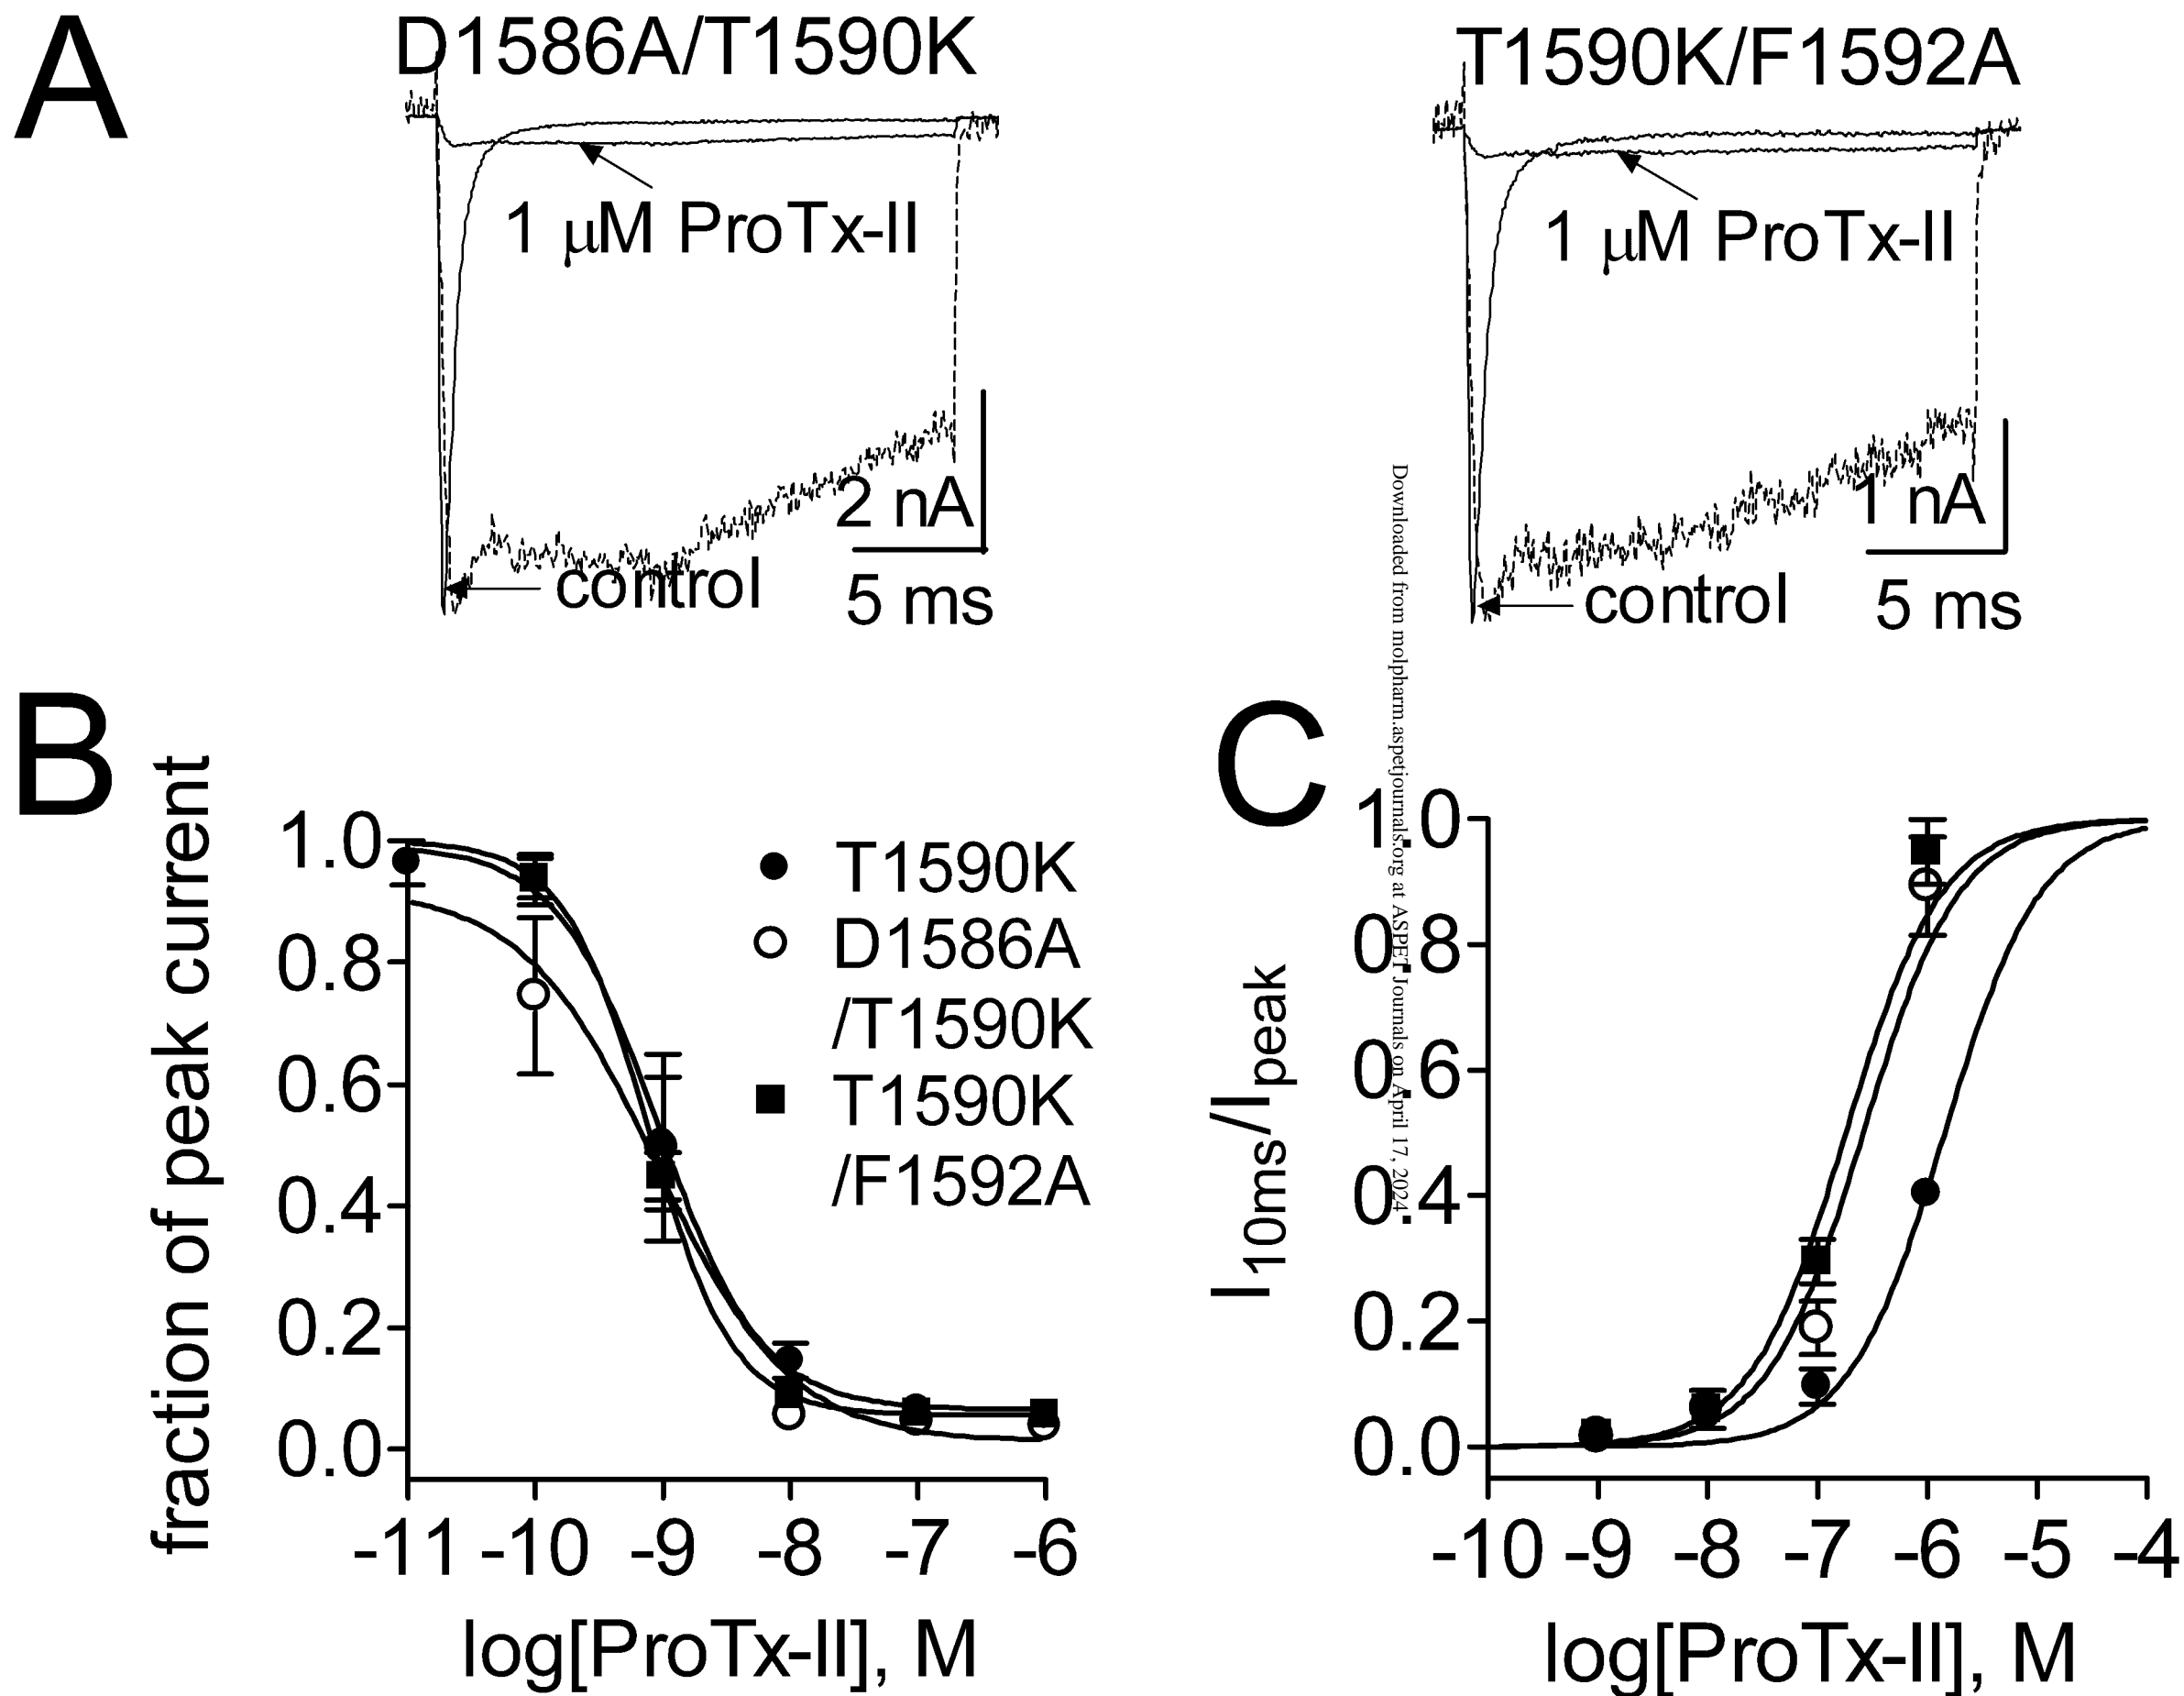 A
D1586A/T1590K
T1590K/F1592A
1 μM ProTx-II
1 μM ProTx-II
2 nA
1 nA
control
5 ms
control
5 ms
Downloaded from molpharm.aspetjournals.org at ASPET Journals on April 17, 2024
B
fraction of peak current
1.0
0.8
0.6
0.4
0.2
0.0
-11 -10 -9 -8 -7 -6
log[ProTx-II], M
T1590K
D1586A
/T1590K
T1590K
/F1592A
C
I10ms/Ipeak
1.0
0.8
0.6
0.4
0.2
0.0
-10 -9 -8 -7 -6 -5 -4
log[ProTx-II], M